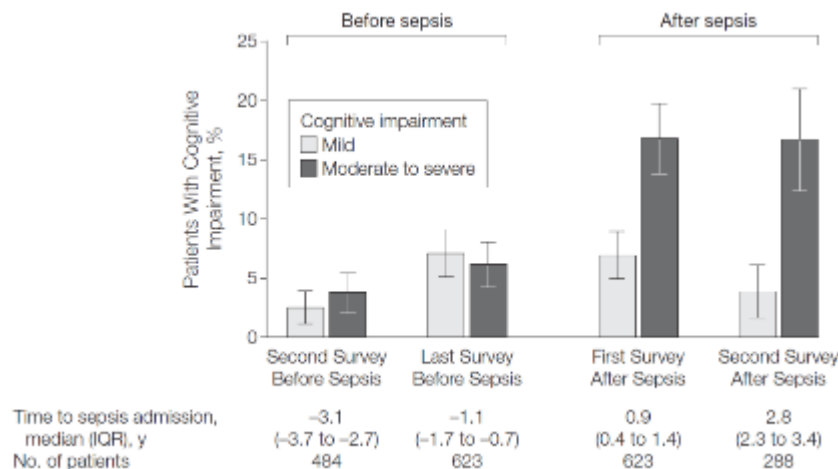 Before sepsis After sepsis
25
20
15
10
5
0
Patients With Cognitive
Impairment, %
Cognitive impairment
Mild
Moderate to severe
Second Survey Last Survey First Survey Second Survey
Before Sepsis Before Sepsis After Sepsis After Sepsis
Time to sepsis admission, –3.1 –1.1 0.9 2.8
median (IQR), y (–3.7 to –2.7) (–1.7 to –0.7) (0.4 to 1.4) (2.3 to 3.4)
No. of patients 484 623 623 288